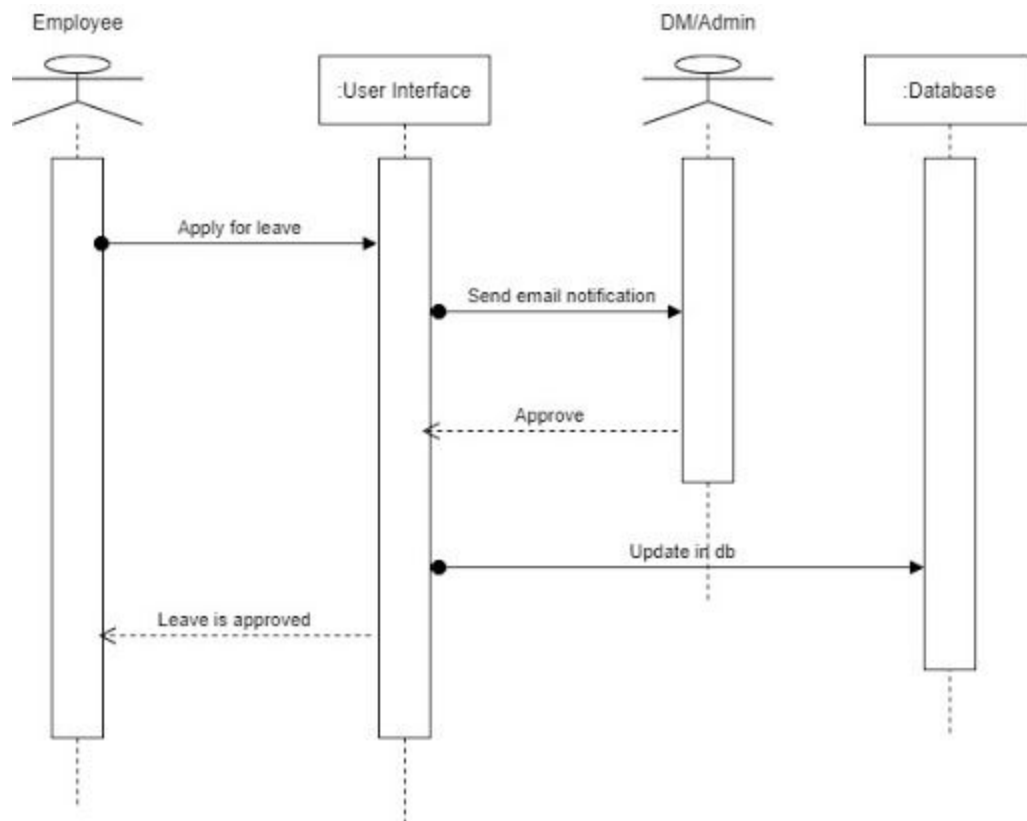 Employee
DM/Admin
:User Interface
:Database
Apply for leave
Send email notification
Approve
Update in db
Leave is approved